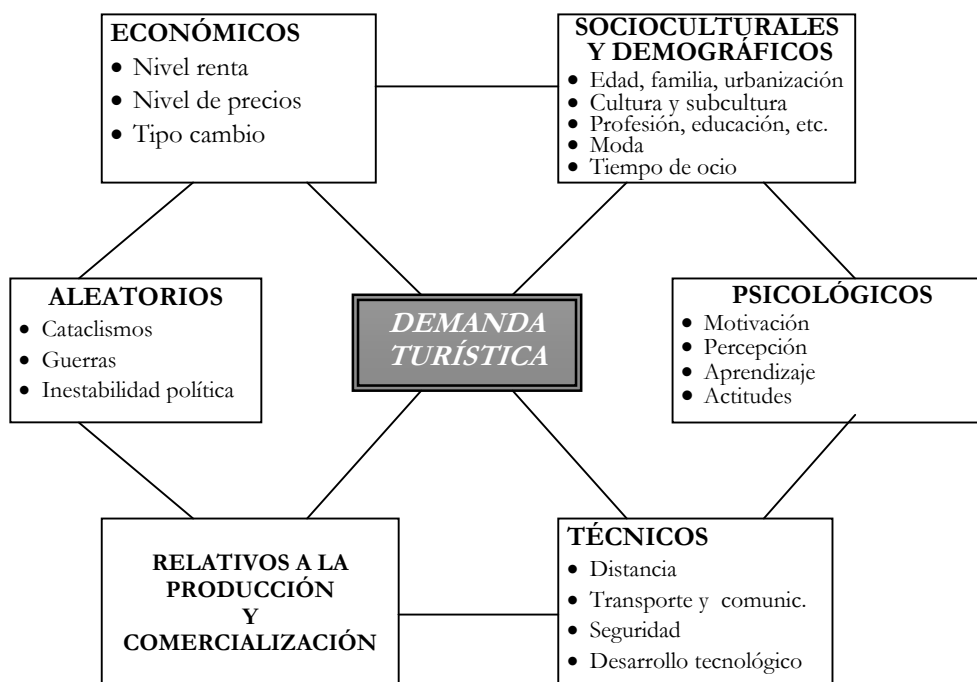 ECONÓMICOS
• Nivel renta
• Nivel de precios
• Tipo cambio
SOCIOCULTURALES
Y DEMOGRÁFICOS
• Edad, familia, urbanización
• Cultura y subcultura
• Profesión, educación, etc.
• Moda
• Tiempo de ocio
ALEATORIOS
• Cataclismos
• Guerras
• Inestabilidad política
DEMANDA
TURÍSTICA
PSICOLÓGICOS
• Motivación
• Percepción
• Aprendizaje
• Actitudes
RELATIVOS A LA
PRODUCCIÓN
Y
COMERCIALIZACIÓN
TÉCNICOS
• Distancia
• Transporte y comunic.
• Seguridad
• Desarrollo tecnológico